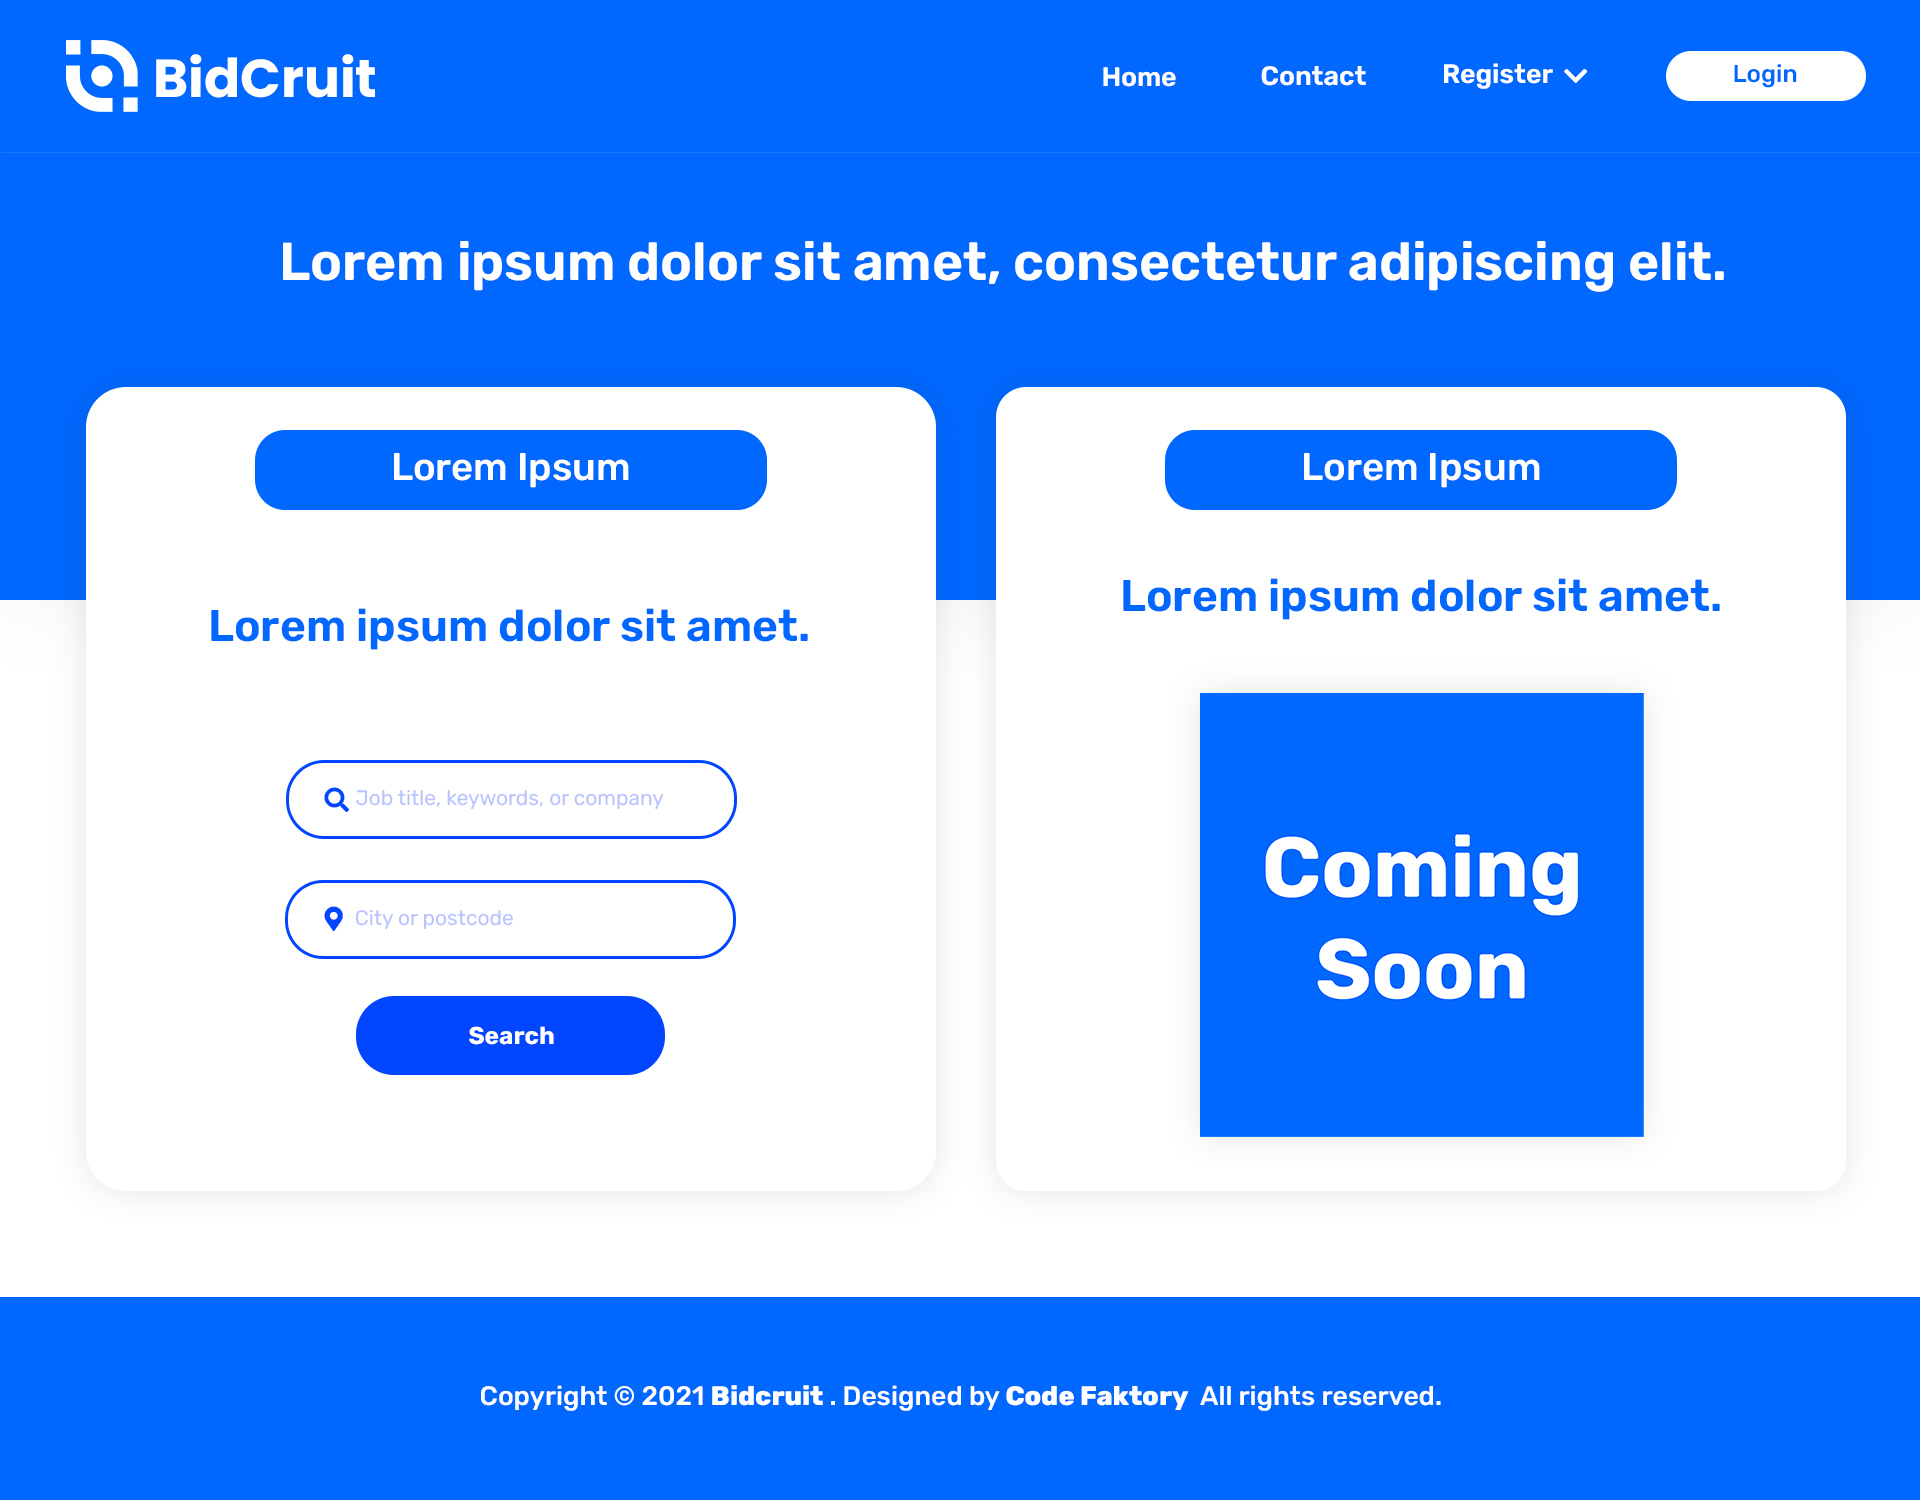 BidCruit
Home
Contact
Register
Login
Lorem ipsum dolor sit amet, consectetur adipiscing elit.
Lorem Ipsum
Lorem ipsum dolor sit amet.
Job title, keywords, or company
City or postcode
Search
Lorem Ipsum
Lorem ipsum dolor sit amet.
Coming
Soon
Copyright © 2021 Bidcruit . Designed by Code Faktory All rights reserved.